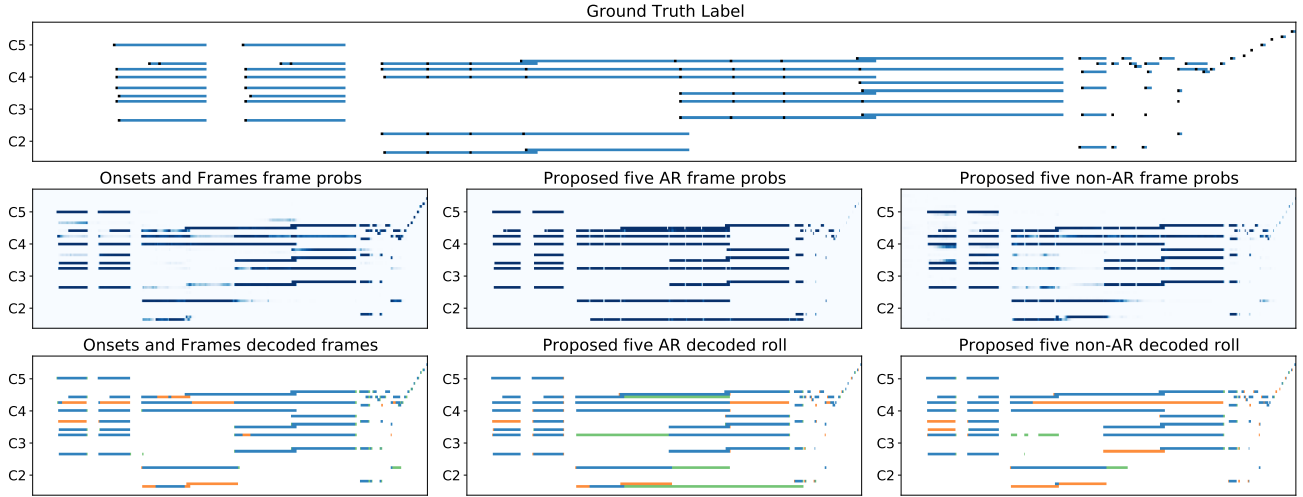 Ground Truth Label
C5
C4
C3
C2
Onsets and Frames frame probs
Proposed five AR frame probs
Proposed five non-AR frame probs
C5
C4
C3
C2
C5
C4
C3
C2
C5
C4
C3
C2
Onsets and Frames decoded frames
Proposed five AR decoded roll
Proposed five non-AR decoded roll
C5
C4
C3
C2
C5
C4
C3
C2
C5
C4
C3
C2